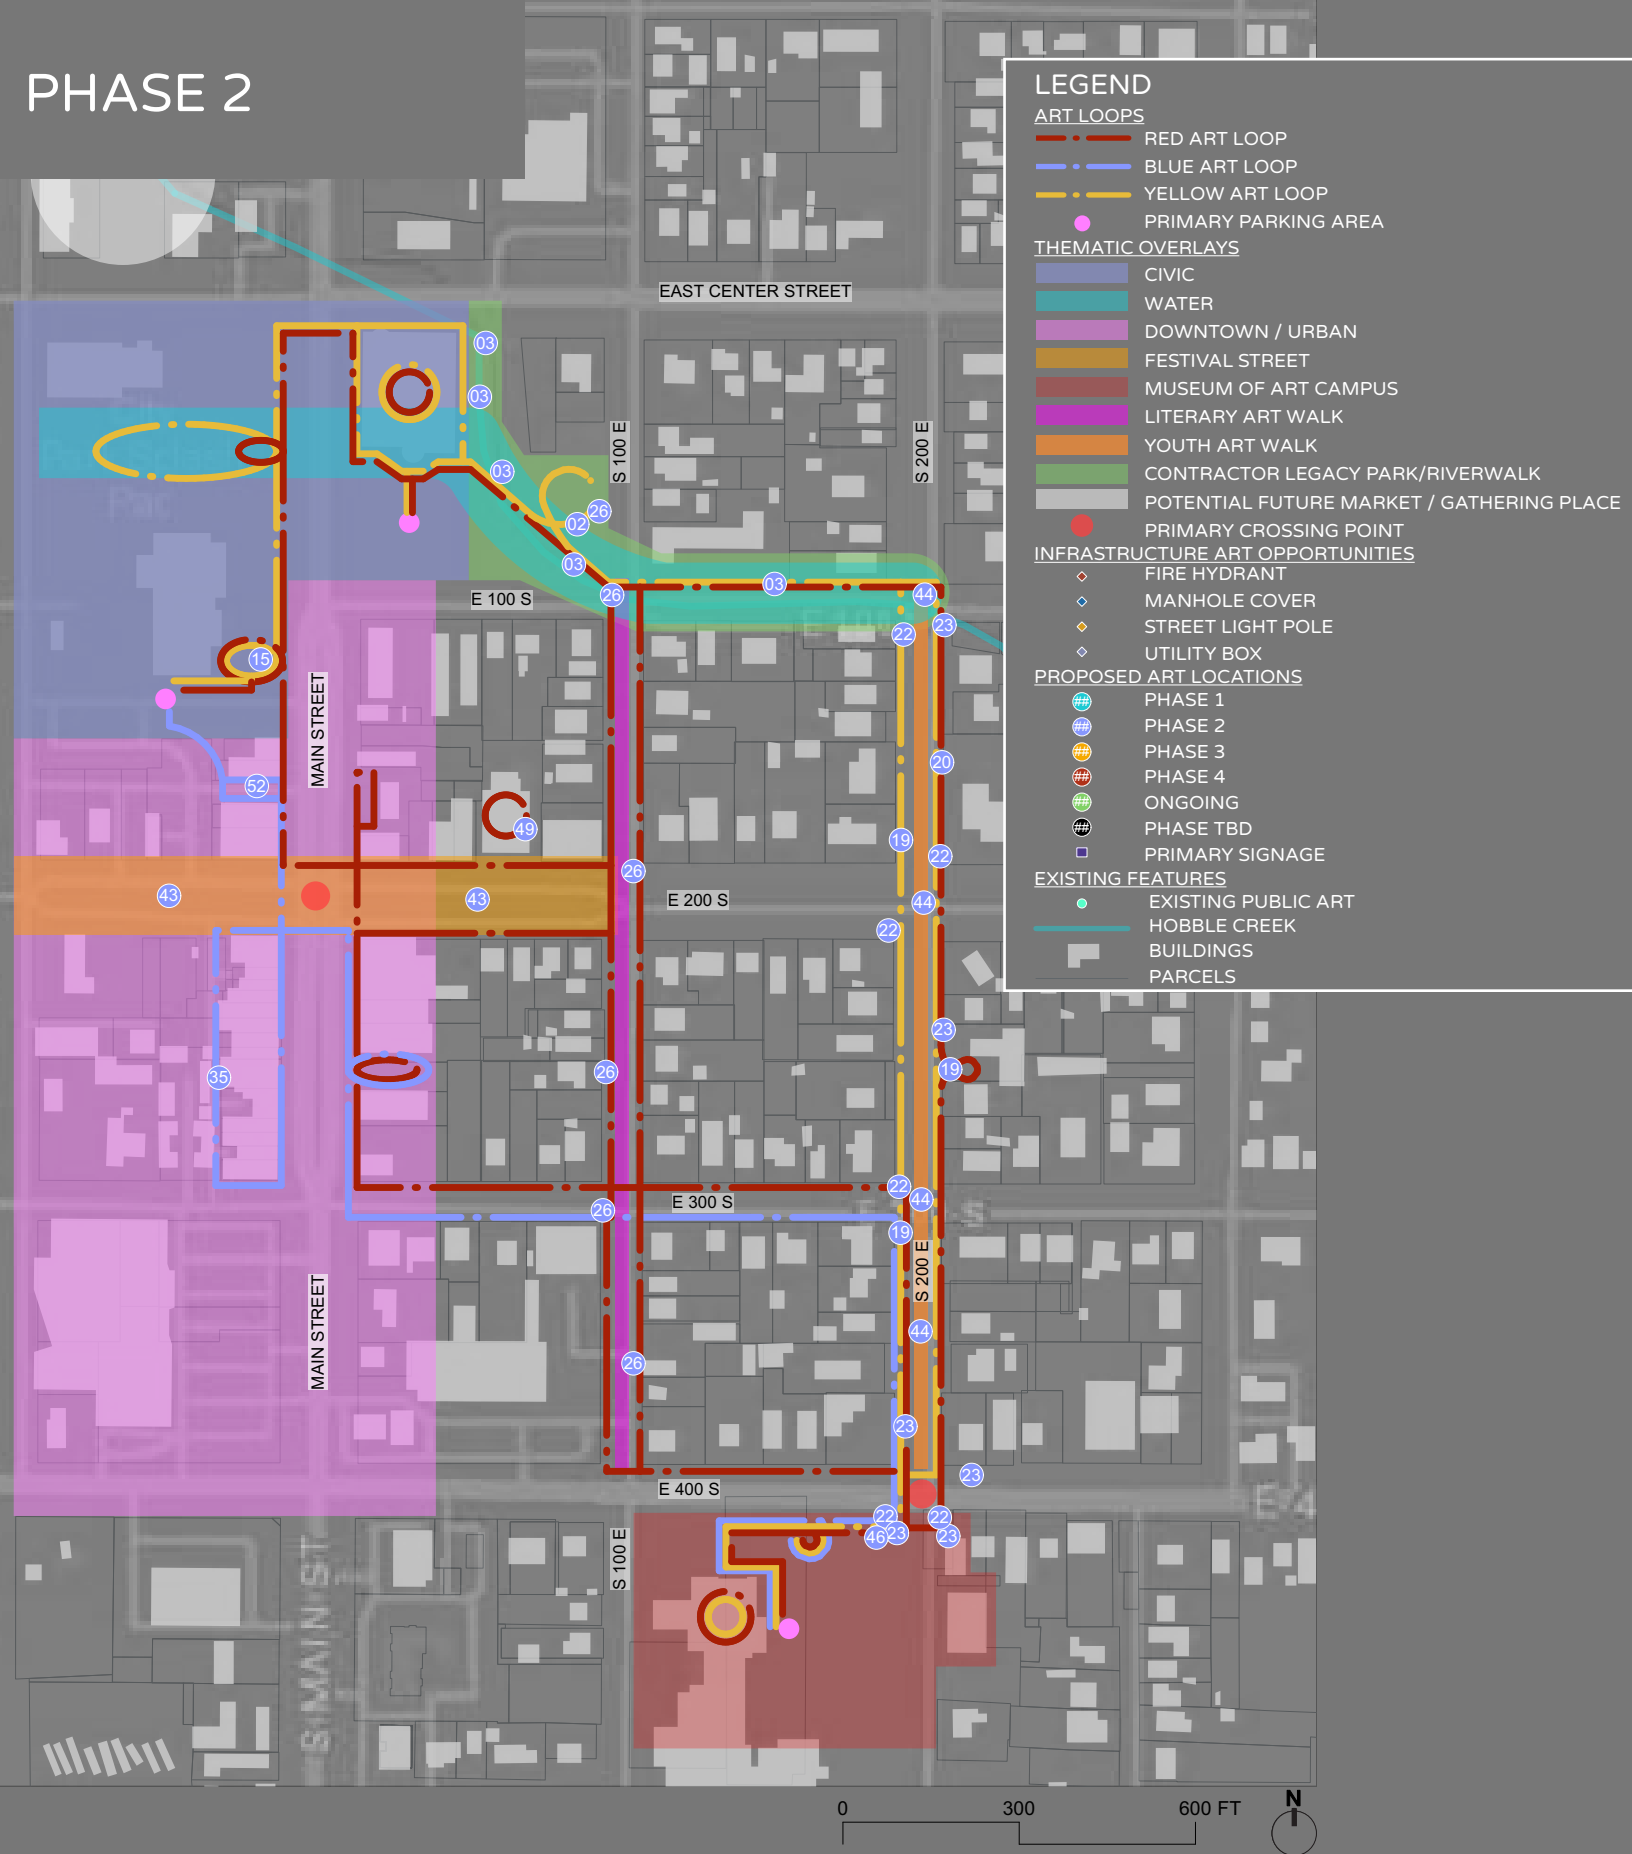 PHASE 2
LEGEND
ART LOOPS
RED ART LOOP
BLUE ART LOOP
YELLOW ART LOOP
PRIMARY PARKING AREA
THEMATIC OVERLAYS
CIVIC
WATER
DOWNTOWN / URBAN
FESTIVAL STREET
MUSEUM OF ART CAMPUS
LITERARY ART WALK
YOUTH ART WALK
CONTRACTOR LEGACY PARK/RIVERWALK
POTENTIAL FUTURE MARKET / GATHERING PLACE
PRIMARY CROSSING POINT
INFRASTRUCTURE ART OPPORTUNITIES
FIRE HYDRANT
MANHOLE COVER
STREET LIGHT POLE
UTILITY BOX
PROPOSED ART LOCATIONS
## PHASE 1
## PHASE 2
## PHASE 3
## PHASE 4
## ONGOING
## PHASE TBD
PRIMARY SIGNAGE
EXISTING FEATURES
EXISTING PUBLIC ART
HOBBLE CREEK
BUILDINGS
PARCELS
EAST CENTER STREET
03
03
S 100 E
S 200 E
03
26
02
03
03
26
44
E 100 S
23
22
15
MAIN STREET
20
52
49
19
22
26
43
43
E 200 S
44
22
23
19
26
35
22
44
E 300 S
26
19
S 200 E
MAIN STREET
44
26
23
23
E 400 S
E 4
22
22
46
23
23
S 100 E
S MAIN ST
0
300
600 FT
N